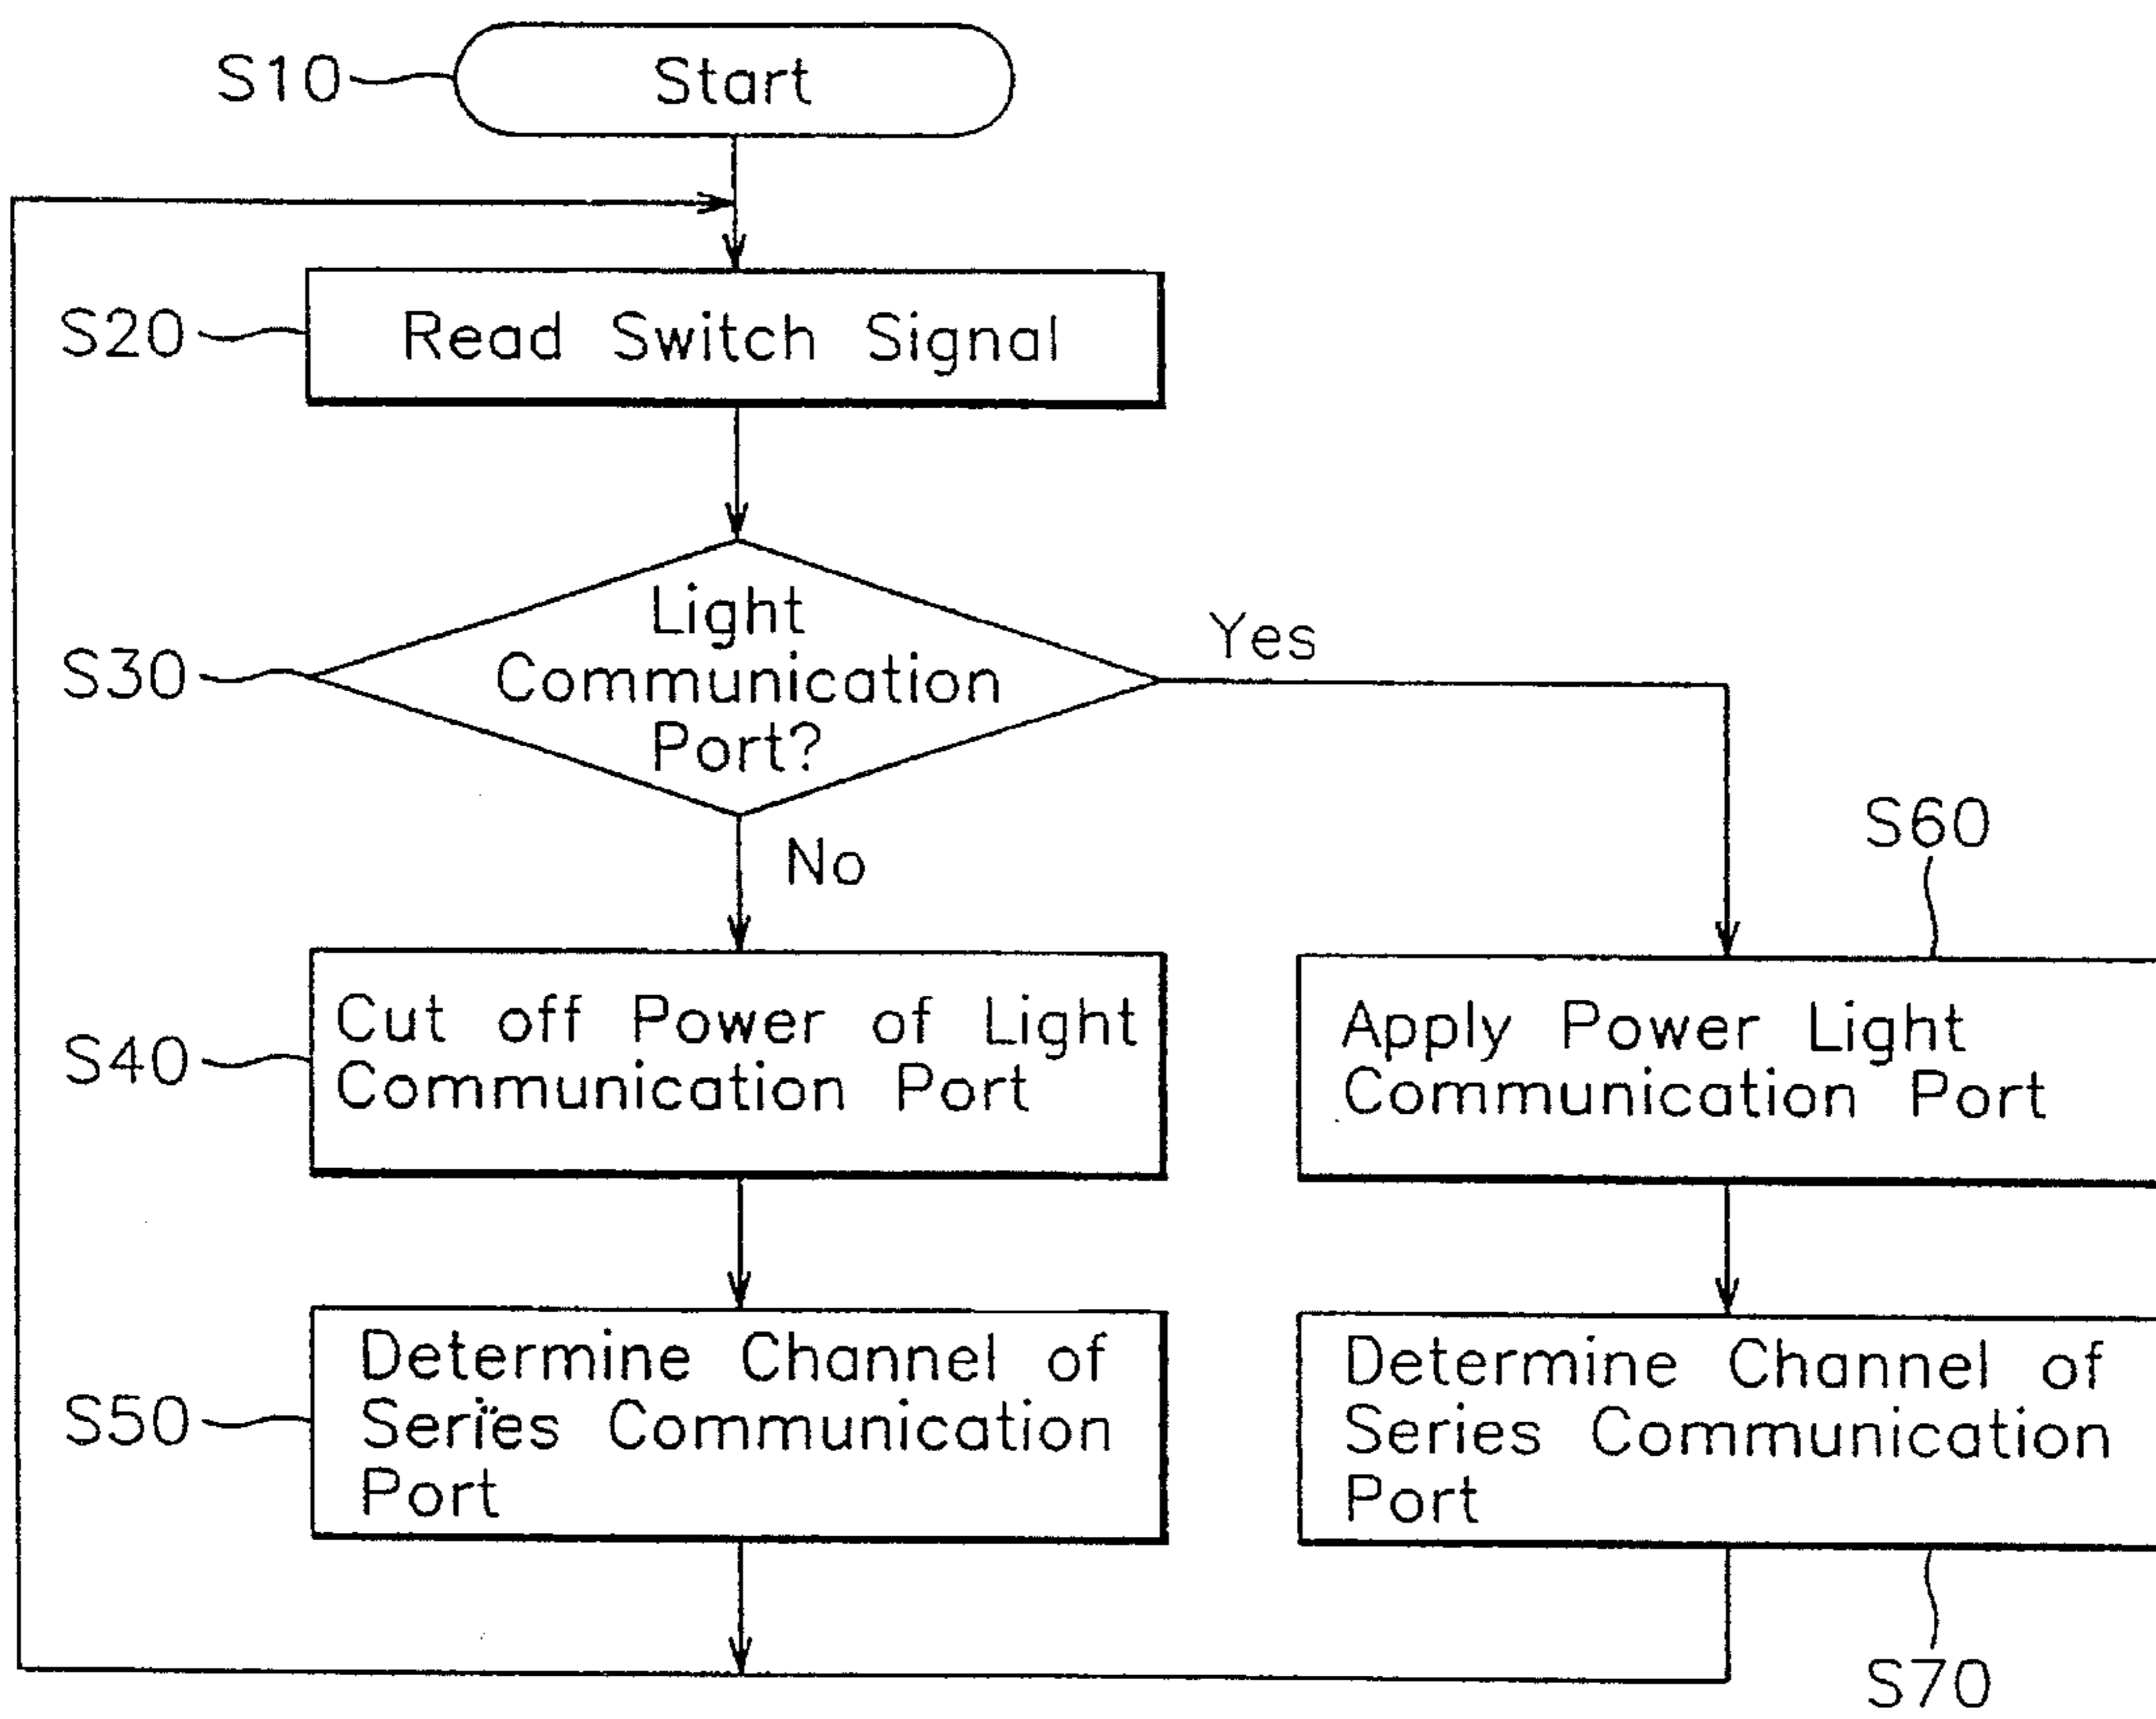 S10
Start
S20
Read Switch Signal
S30
Light
Communication
Port?
Yes
No
S40
Cut off Power of Light
Communication Port
S60
Apply Power Light
Communication Port
S50
Determine Channel of
Series Communication
Port
Determine Channel of
Series Communication
Port
S70